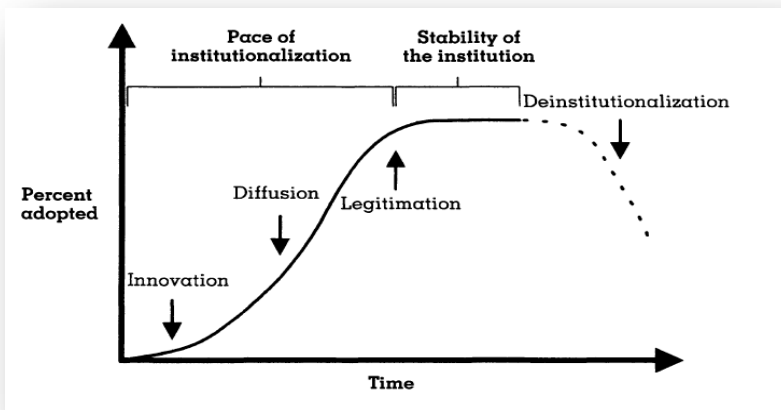 Pace of
institutionalization
Stability of
the institution
Deinstitutionalization
Diffusion
Legitimation
Percent
adopted
Innovation
Time